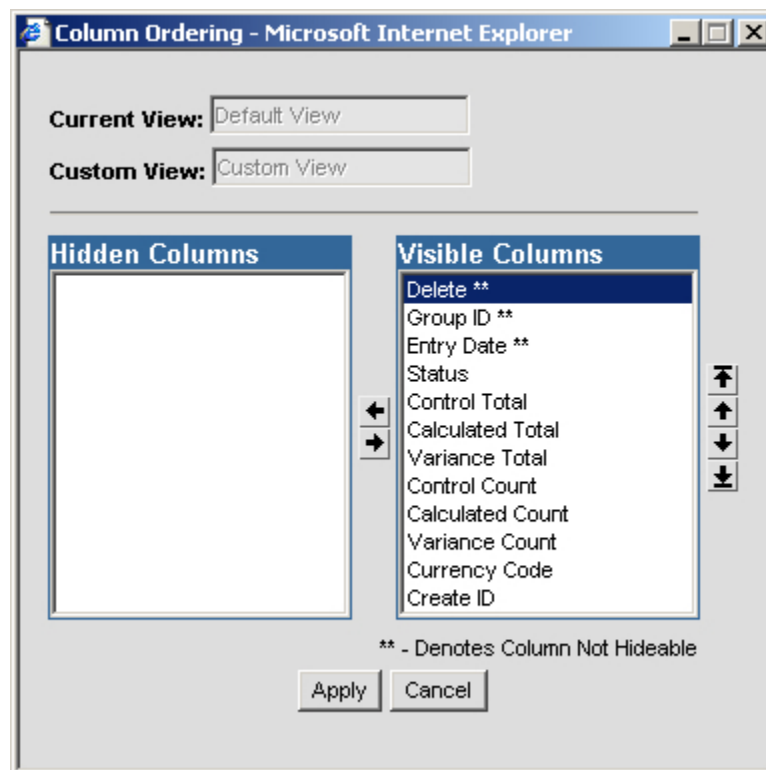 Column Ordering - Microsoft Internet Explorer
Current View: Default View
Custom View: Custom View
Hidden Columns
Visible Columns
Delete **
Group ID **
Entry Date **
Status
Control Total
Calculated Total
Variance Total
Control Count
Calculated Count
Variance Count
Currency Code
Create ID
** - Denotes Column Not Hideable
Apply Cancel